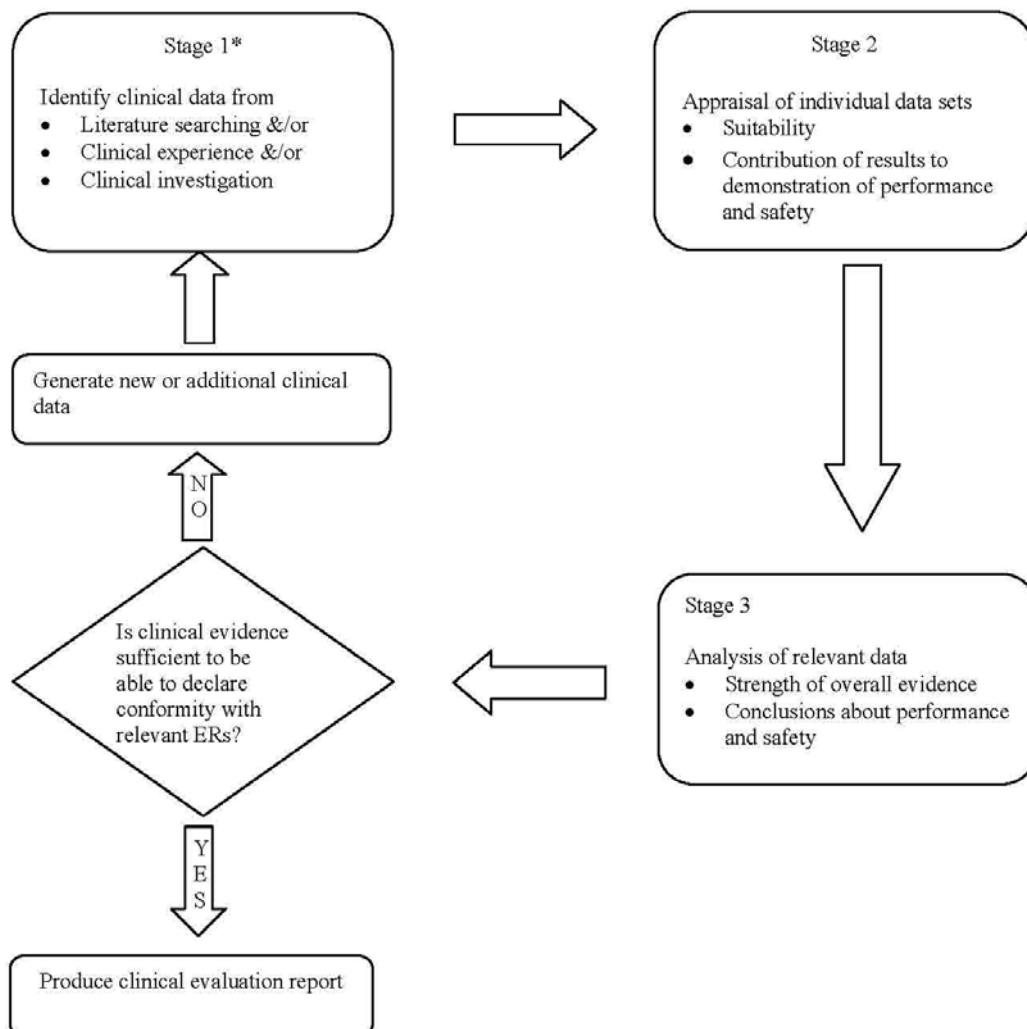 Stage 1*
Identify clinical data from
• Literature searching &/or
• Clinical experience &/or
• Clinical investigation
Stage 2
Appraisal of individual data sets
• Suitability
• Contribution of results to
demonstration of performance
and safety
Stage 3
Analysis of relevant data
• Strength of overall evidence
• Conclusions about performance
and safety
Is clinical evidence
sufficient to be
able to declare
conformity with
relevant ERs?
NO
Generate new or additional clinical
data
YES
Produce clinical evaluation report